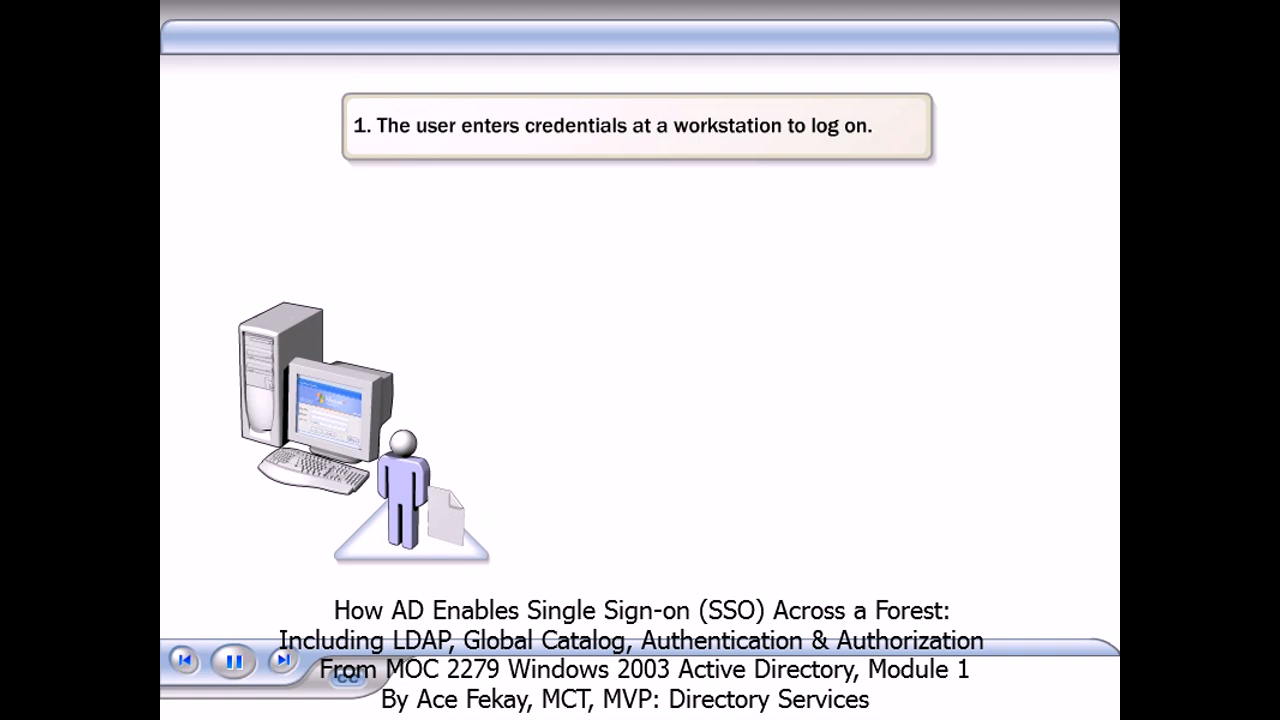 1. The user enters credentials at a workstation to log on.
How AD Enables Single Sign-on (SSO) Across a Forest:
Including LDAP, Global Catalog, Authentication & Authorization
From MOC 2279 Windows 2003 Active Directory, Module 1
CC
By Ace Fekay, MCT, MVP: Directory Services